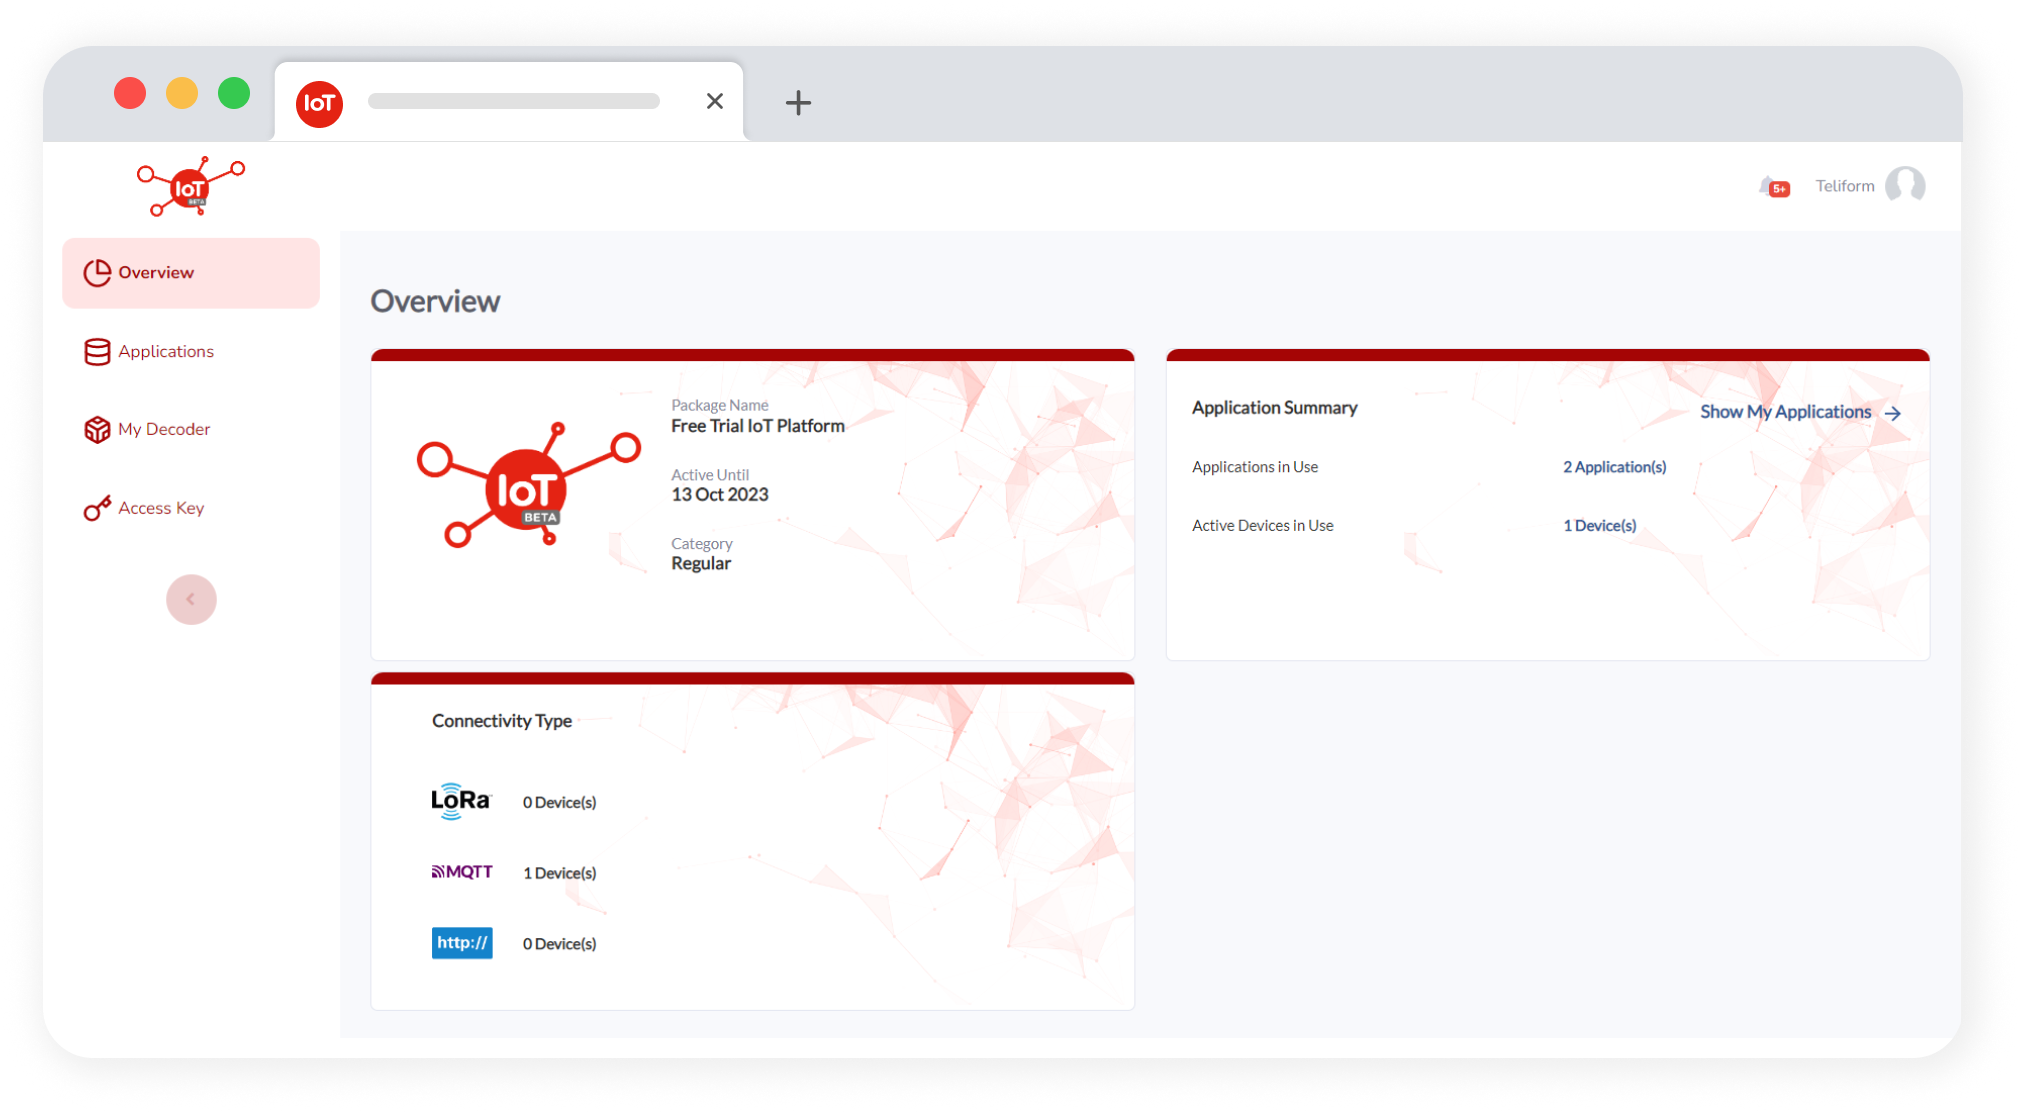 IoT
IoT
BETA
5+
Teliform
Overview
Applications
My Decoder
Access Key
Overview
IoT
BETA
Package Name
Free Trial IoT Platform
Active Until
13 Oct 2023
Category
Regular
Application Summary
Show My Applications
Applications in Use
2 Application(s)
Active Devices in Use
1 Device(s)
Connectivity Type
LoRa
0 Device(s)
MQTT
1 Device(s)
http://
0 Device(s)